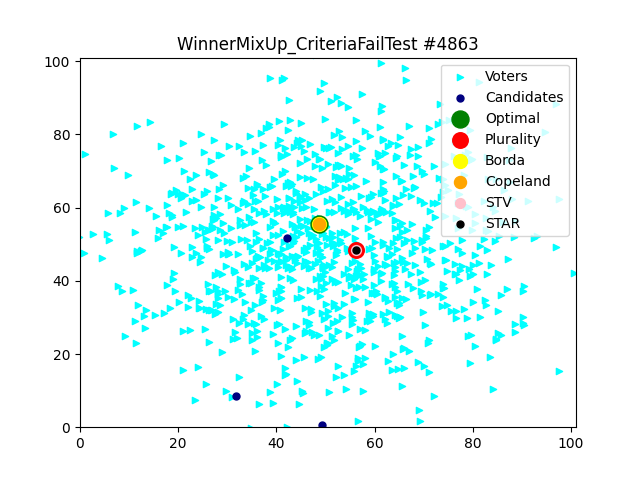 WinnerMixUp_CriteriaFailTest #4863
100
80
60
40
20
0
0 20 40 60 80 100
Voters
Candidates
Optimal
Plurality
Borda
Copeland
STV
STAR